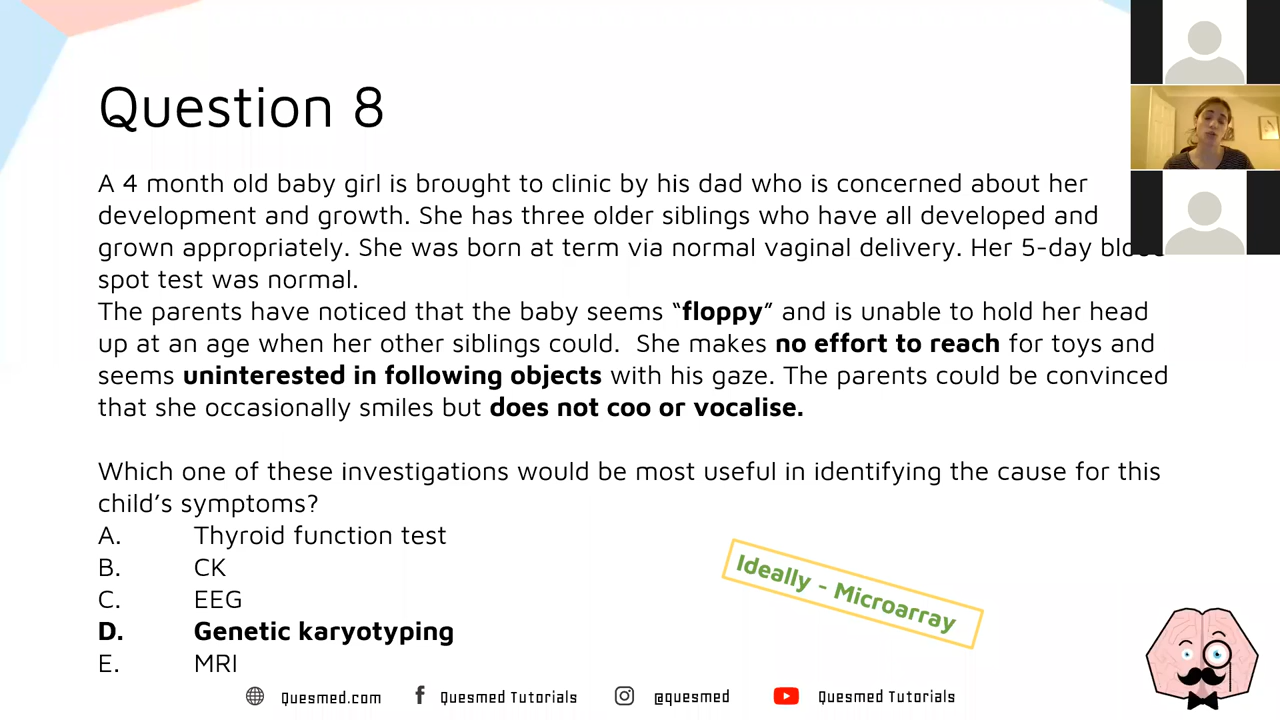 Question 8
A 4 month old baby girl is brought to clinic by his dad who is concerned about her
development and growth. She has three older siblings who have all developed and
grown appropriately. She was born at term via normal vaginal delivery. Her 5-day
spot test was normal.
The parents have noticed that the baby seems “floppy” and is unable to hold her head
up at an age when her other siblings could. She makes no effort to reach for toys and
seems uninterested in following objects with his gaze. The parents could be convinced
that she occasionally smiles but does not coo or vocalise.
Which one of these investigations would be most useful in identifying the cause for this
child’s symptoms?
A. Thyroid function test
B. CK
C. EEG
D. Genetic karyotyping
E. MRI
Ideally - Microarray
Quesmed.com Quesmed Tutorials @quesmed Quesmed Tutorials